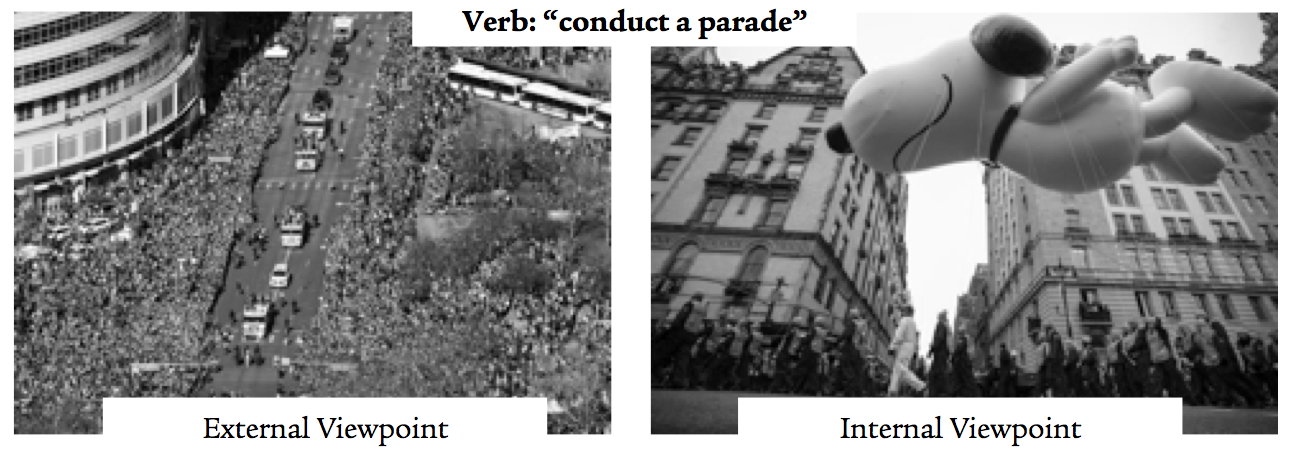 Verb: “conduct a parade”
External Viewpoint
Internal Viewpoint